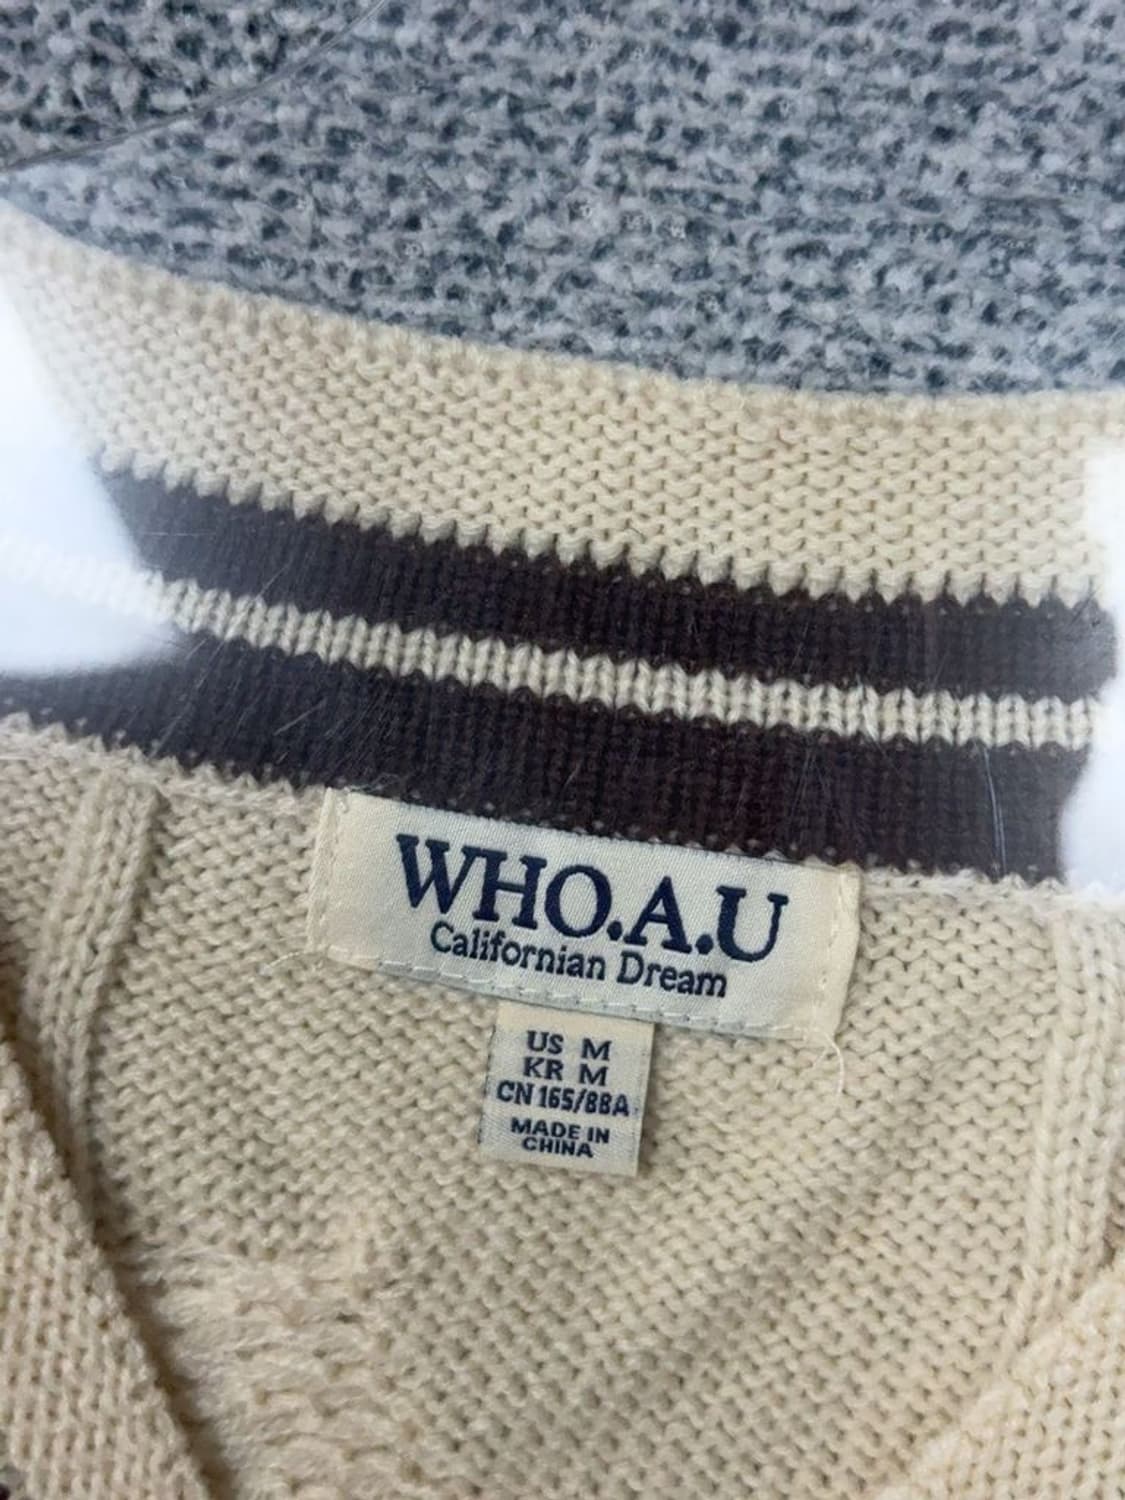 WHO.A.U
Californian Dream
US M
KR M
CN 165/88A
MADE IN
CHINA